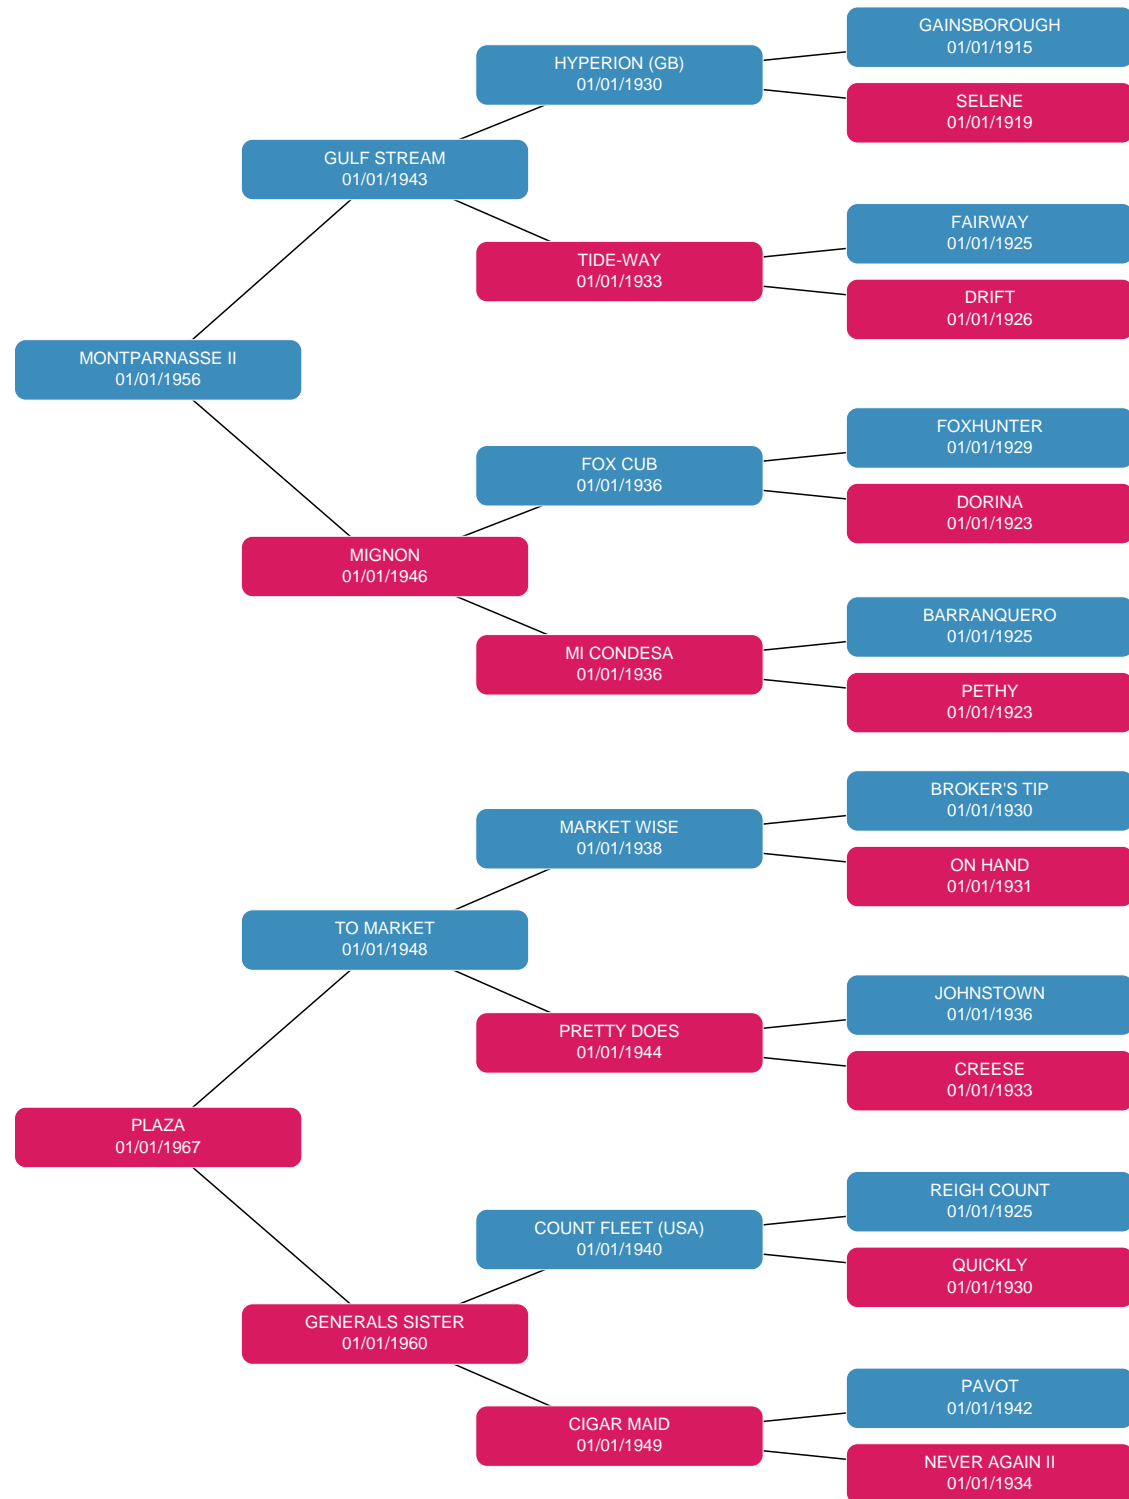 GAINSBOROUGH
01/01/1915
HYPERION (GB)
01/01/1930
SELENE
01/01/1919
GULF STREAM
01/01/1943
FAIRWAY
01/01/1925
TIDE-WAY
01/01/1933
DRIFT
01/01/1926
MONTPARNASSE II
01/01/1956
FOXHUNTER
01/01/1929
FOX CUB
01/01/1936
DORINA
01/01/1923
MIGNON
01/01/1946
BARRANQUERO
01/01/1925
MI CONDESA
01/01/1936
PETHY
01/01/1923
BROKER'S TIP
01/01/1930
MARKET WISE
01/01/1938
ON HAND
01/01/1931
TO MARKET
01/01/1948
JOHNSTOWN
01/01/1936
PRETTY DOES
01/01/1944
CREESE
01/01/1933
PLAZA
01/01/1967
REIGH COUNT
01/01/1925
COUNT FLEET (USA)
01/01/1940
QUICKLY
01/01/1930
GENERALS SISTER
01/01/1960
PAVOT
01/01/1942
CIGAR MAID
01/01/1949
NEVER AGAIN II
01/01/1934